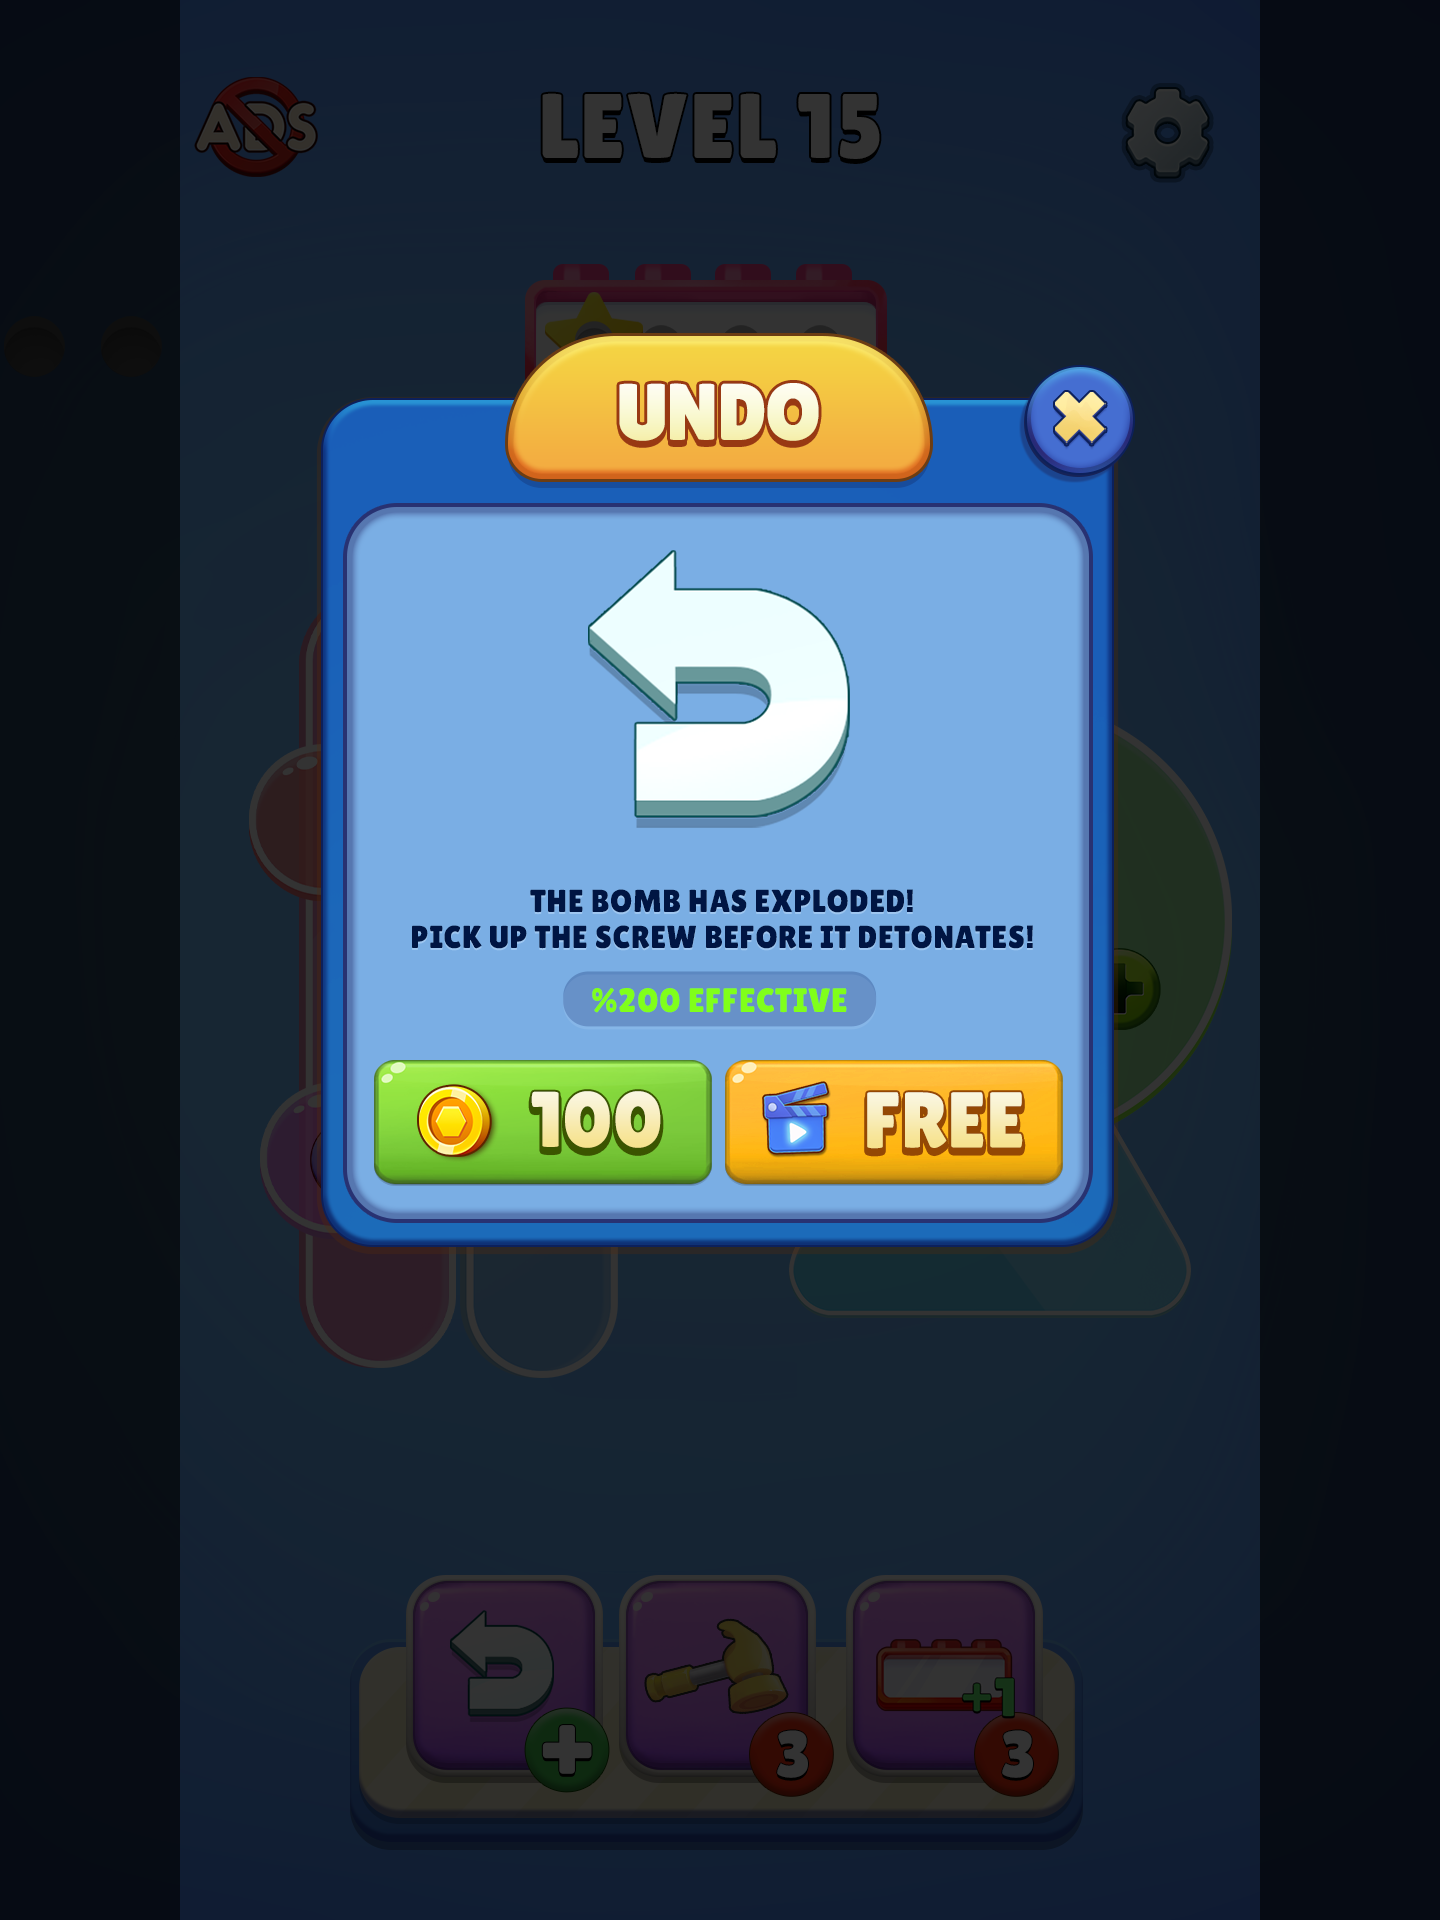 ADS
LEVEL 15
UNDO
THE BOMB HAS EXPLODED!
PICK UP THE SCREW BEFORE IT DETONATES!
%200 EFFECTIVE
100
FREE
+1
3
3